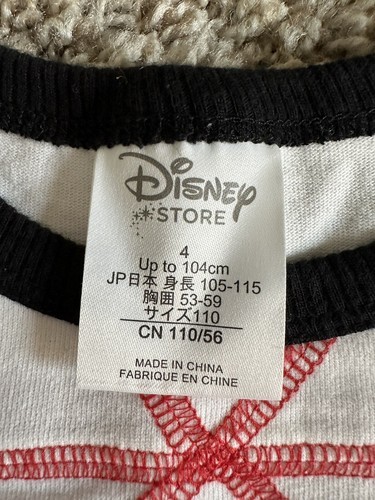 Disney
STORE
4
Up to 104cm
JP日本 身長 105-115
胸囲 53-59
サイズ110
CN 110/56
MADE IN CHINA
FABRIQUE EN CHINE